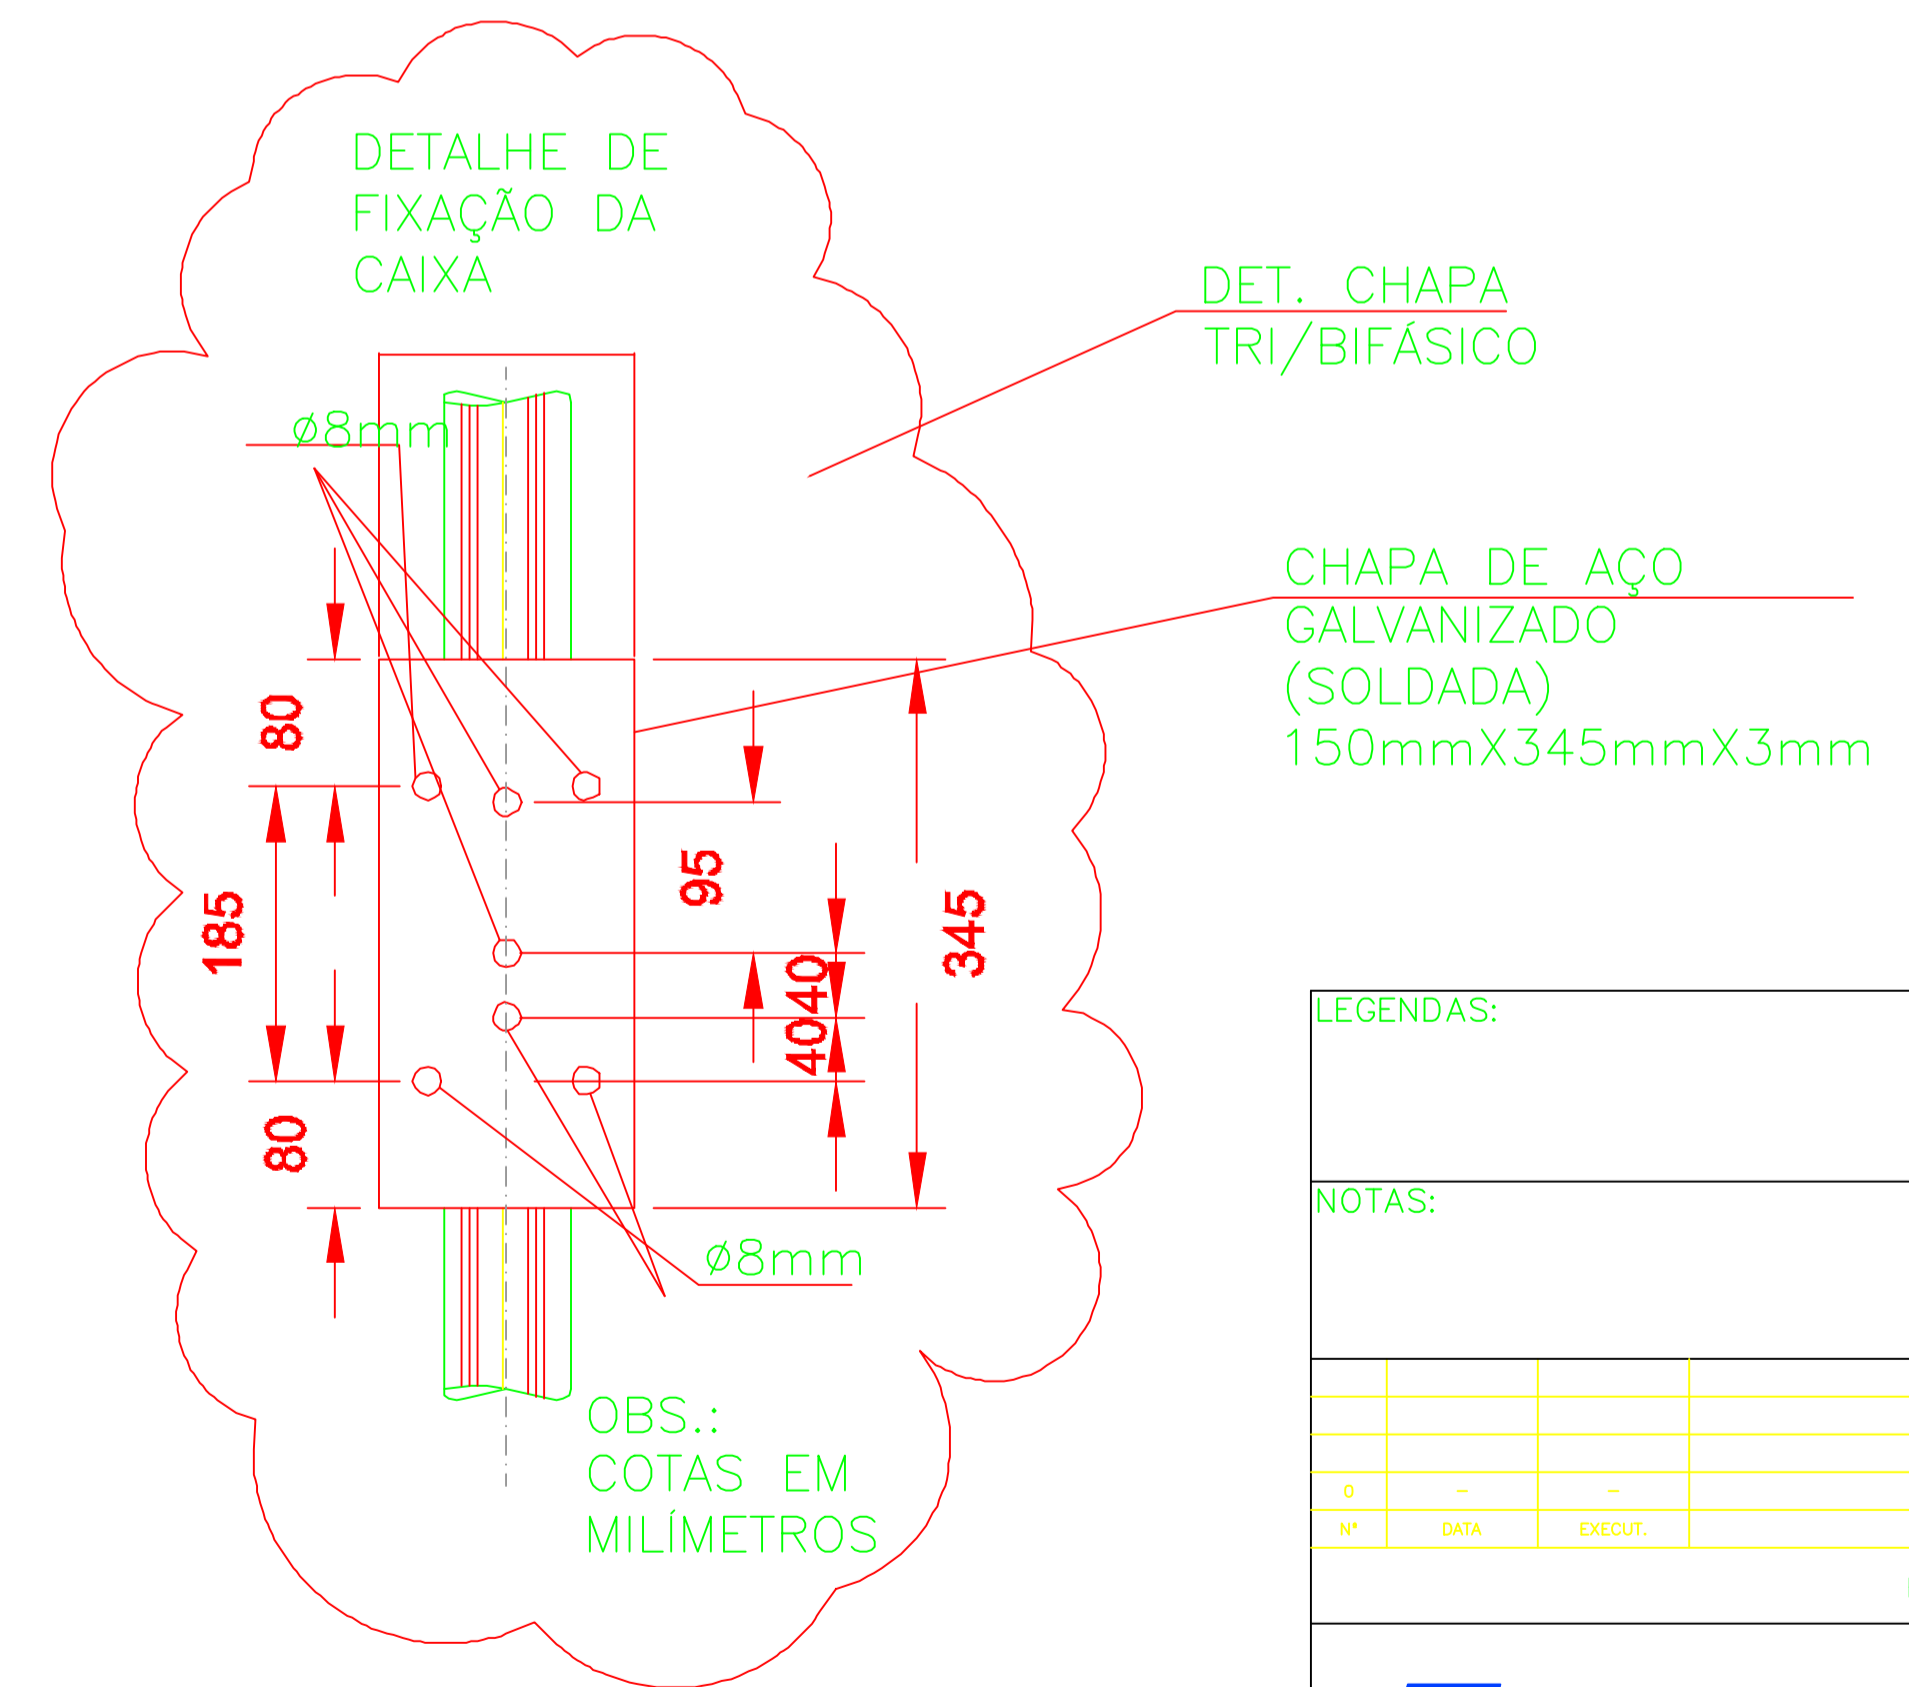 DETALHE DE
FIXAÇÃO DA
CAIXA
DET. CHAPA
TRI/BIFÁSICO
ø8mm
CHAPA DE AÇO
GALVANIZADO
(SOLDADA)
150mmX345mmX3mm
80
185
80
95
40
40
345
ø8mm
OBS.:
COTAS EM
MILÍMETROS
LEGENDAS:
NOTAS:
0 - -
N° DATA EXECUT.